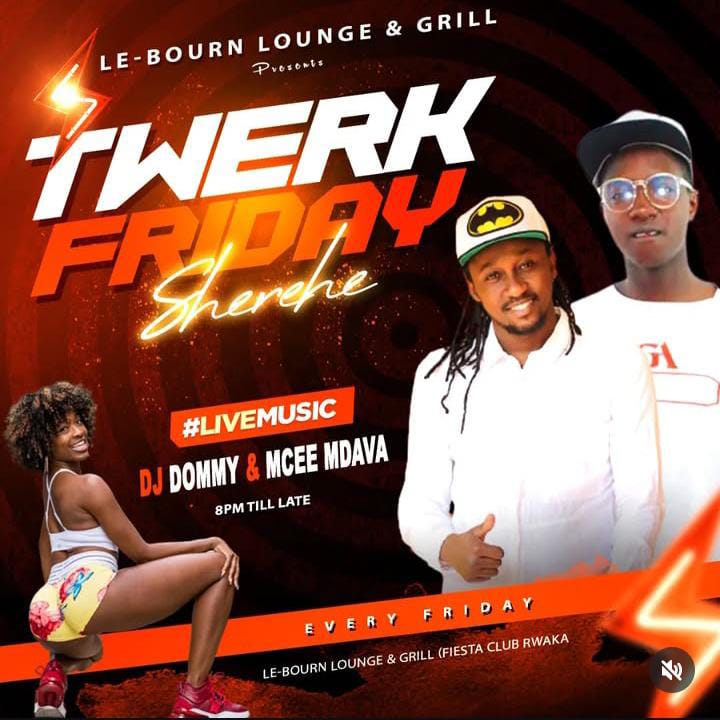 LE-BOURN LOUNGE & GRILL
Presents
TWERK
FRIDAY
Sherehe
#LIVEMUSIC
DJ DOMMY & MCEE MDAVA
8PM TILL LATE
EVERY FRIDAY
LE-BOURN LOUNGE & GRILL (FIESTA CLUB RWAKA